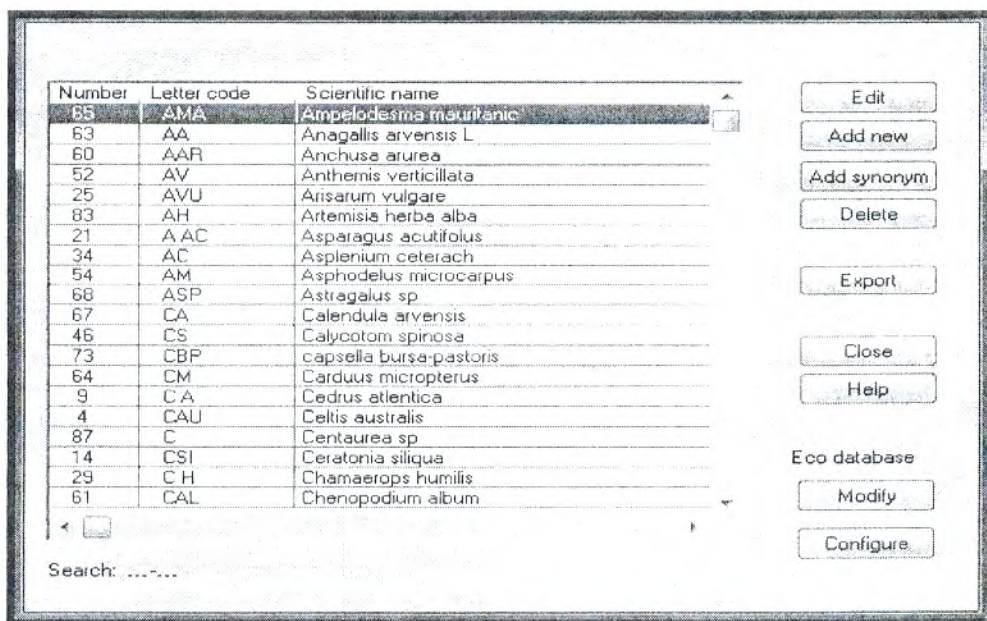 Number Letter code Scientific name
65 AMA Ampelodesma mauritanic
63 AA Anagallis arvensis L
60 AAR Anchusa arurea
52 AV Anthemis verticillata
25 AVU Arisarum vulgare
83 AH Artemisia herba alba
21 A AC Asparagus acutifolus
34 AC Asplenium ceterach
54 AM Asphodelus microcarpus
68 ASP Astragalus sp
67 CA Calendula arvensis
46 CS Calycotom spinosa
73 CBP capsella bursa-pastoris
64 CM Carduus micropterus
9 C A Cedrus atlentica
4 CAU Celtis australis
87 C Centaurea sp
14 CSI Ceratonia siliqua
29 C H Chamaerops humilis
61 CAL Chenopodium album
Search: ...-...
Edit
Add new
Add synonym
Delete
Export
Close
Help
Eco database
Modify
Configure